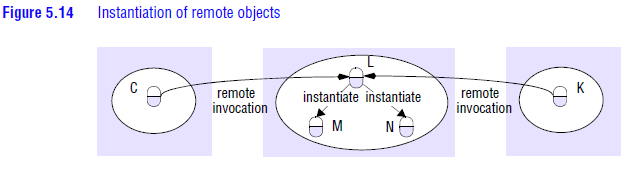 Figure 5.14 Instantiation of remote objects
L
C
K
remote
invocation
instantiate instantiate
remote
invocation
M
N